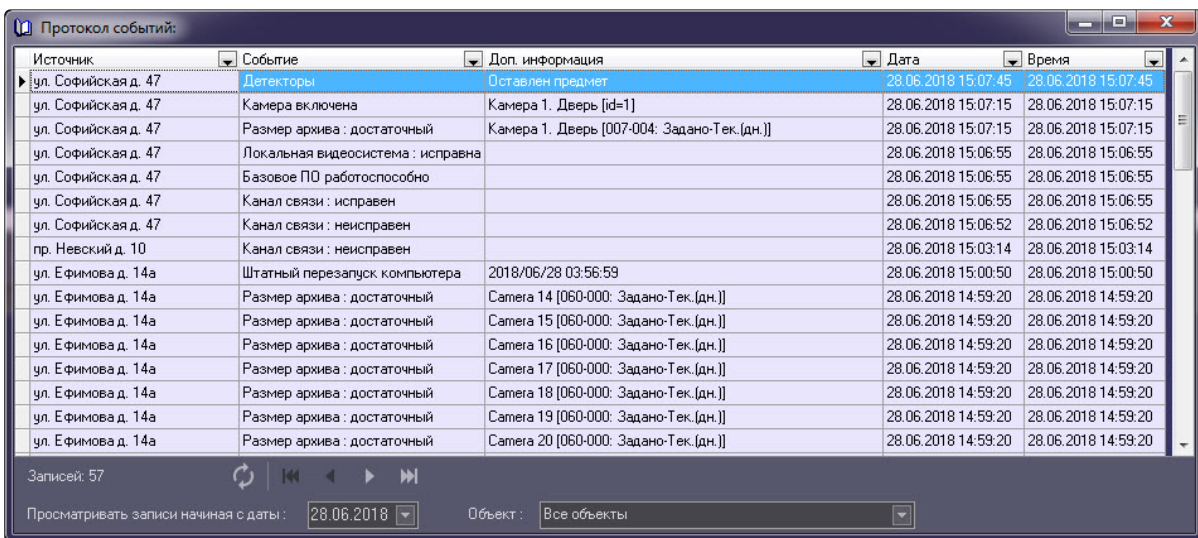 Протокол событий:
Источник Событие Доп. информация Дата Время
ул. Софийская д. 47 Детекторы Оставлен предмет 28.06.2018 15:07:45 28.06.2018 15:07:45
ул. Софийская д. 47 Камера включена Камера 1. Дверь [id=1] 28.06.2018 15:07:15 28.06.2018 15:07:15
ул. Софийская д. 47 Размер архива : достаточный Камера 1. Дверь [007-004: Задано-Тек.(дн.)] 28.06.2018 15:07:15 28.06.2018 15:07:15
ул. Софийская д. 47 Локальная видеосистема : исправна 28.06.2018 15:06:55 28.06.2018 15:06:55
ул. Софийская д. 47 Базовое ПО работоспособно 28.06.2018 15:06:55 28.06.2018 15:06:55
ул. Софийская д. 47 Канал связи : исправен 28.06.2018 15:06:55 28.06.2018 15:06:55
ул. Софийская д. 47 Канал связи : неисправен 28.06.2018 15:06:52 28.06.2018 15:06:52
пр. Невский д. 10 Канал связи : неисправен 28.06.2018 15:03:14 28.06.2018 15:03:14
ул. Ефимова д. 14а Штатный перезапуск компьютера 2018/06/28 03:56:59 28.06.2018 15:00:50 28.06.2018 15:00:50
ул. Ефимова д. 14а Размер архива : достаточный Camera 14 [060-000: Задано-Тек.(дн.)] 28.06.2018 14:59:20 28.06.2018 14:59:20
ул. Ефимова д. 14а Размер архива : достаточный Camera 15 [060-000: Задано-Тек.(дн.)] 28.06.2018 14:59:20 28.06.2018 14:59:20
ул. Ефимова д. 14а Размер архива : достаточный Camera 16 [060-000: Задано-Тек.(дн.)] 28.06.2018 14:59:20 28.06.2018 14:59:20
ул. Ефимова д. 14а Размер архива : достаточный Camera 17 [060-000: Задано-Тек.(дн.)] 28.06.2018 14:59:20 28.06.2018 14:59:20
ул. Ефимова д. 14а Размер архива : достаточный Camera 18 [060-000: Задано-Тек.(дн.)] 28.06.2018 14:59:20 28.06.2018 14:59:20
ул. Ефимова д. 14а Размер архива : достаточный Camera 19 [060-000: Задано-Тек.(дн.)] 28.06.2018 14:59:20 28.06.2018 14:59:20
ул. Ефимова д. 14а Размер архива : достаточный Camera 20 [060-000: Задано-Тек.(дн.)] 28.06.2018 14:59:20 28.06.2018 14:59:20
Записей: 57
Просматривать записи начиная с даты : 28.06.2018 Объект : Все объекты